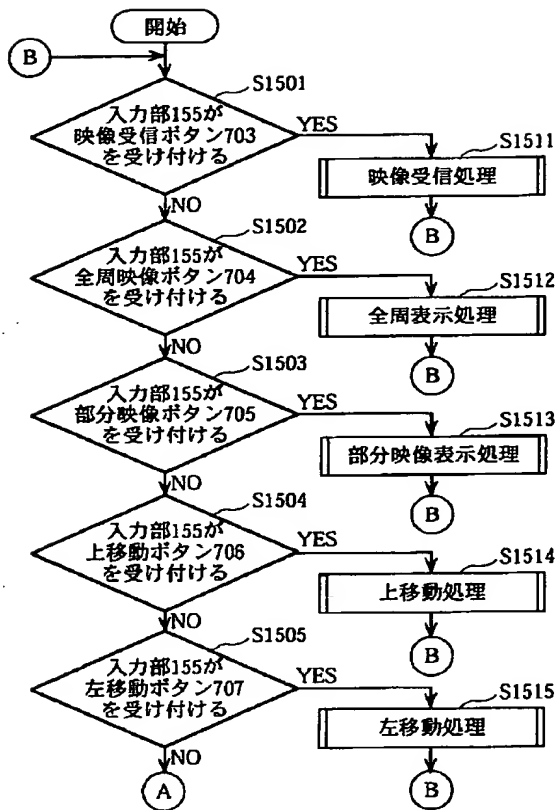 開始
B
S1501
入力部155が
映像受信ボタン703
を受け付ける
YES
S1511
映像受信処理
B
NO
S1502
入力部155が
全周映像ボタン704
を受け付ける
YES
S1512
全周表示処理
B
NO
S1503
入力部155が
部分映像ボタン705
を受け付ける
YES
S1513
部分映像表示処理
B
NO
S1504
入力部155が
上移動ボタン706
を受け付ける
YES
S1514
上移動処理
B
NO
S1505
入力部155が
左移動ボタン707
を受け付ける
YES
S1515
左移動処理
B
NO
A